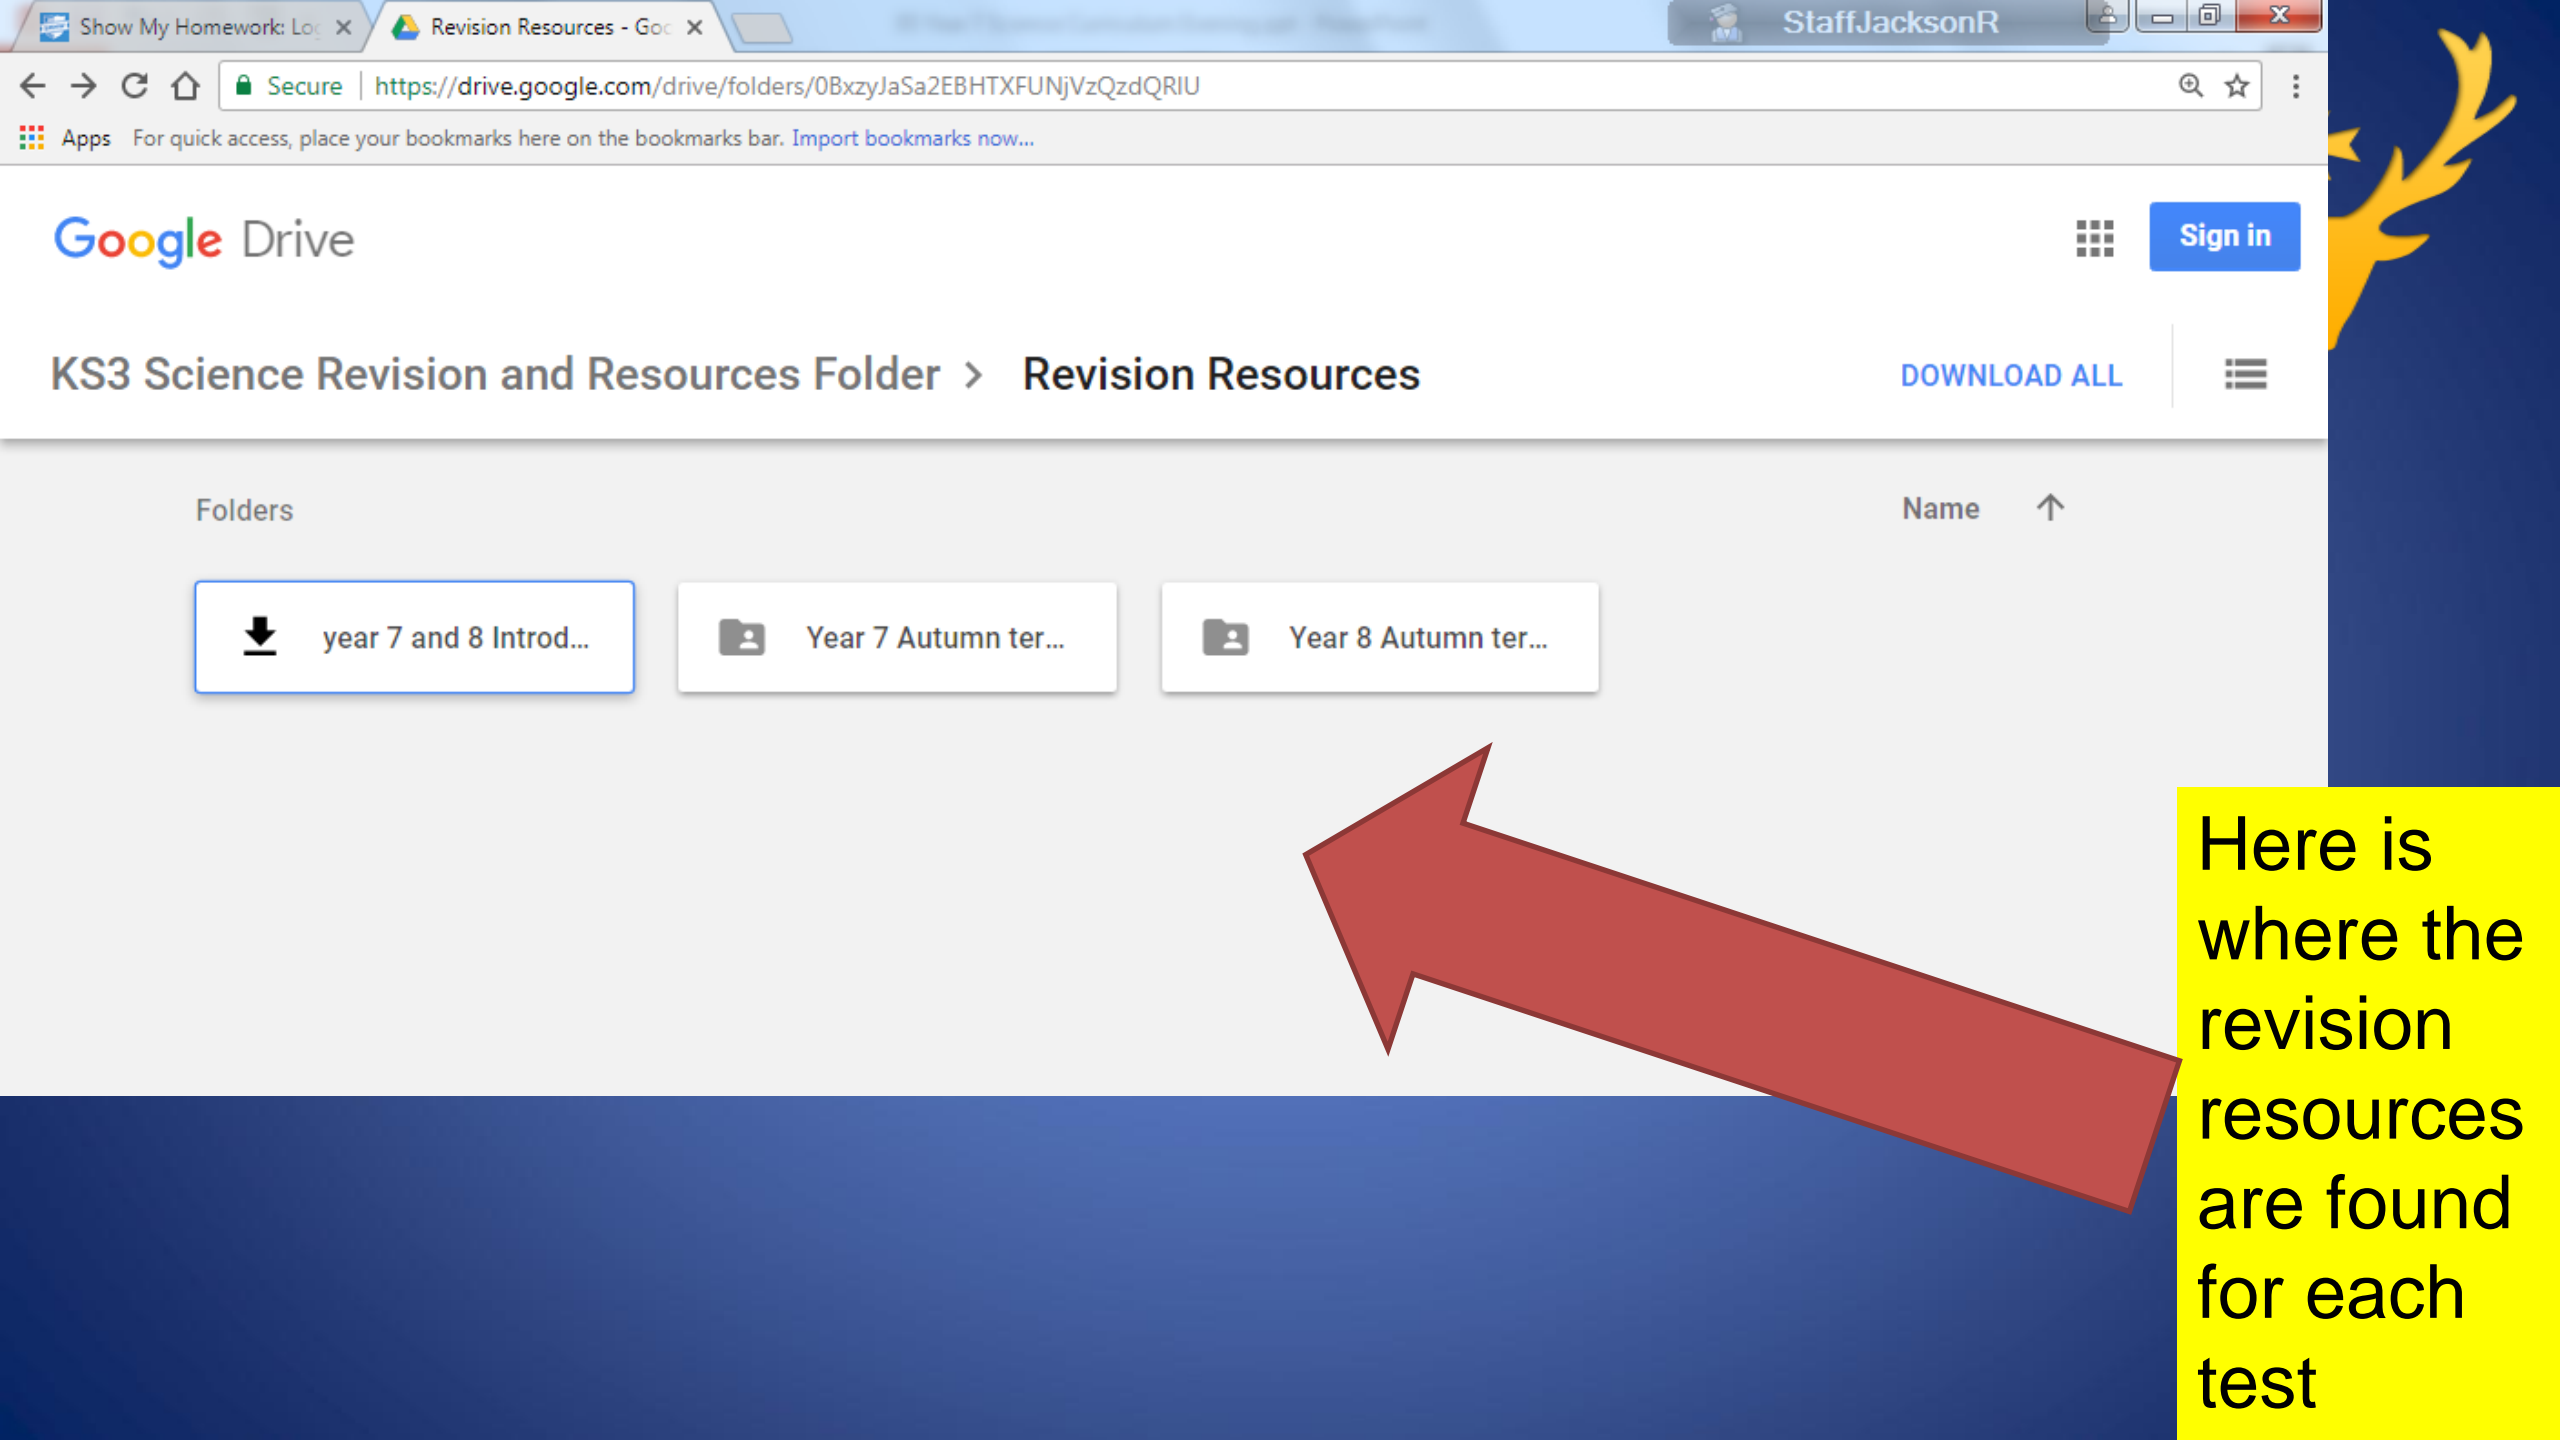 Show My Homework: Lo
Revision Resources - Goo
StaffJacksonR
Secure
https://drive.google.com/drive/folders/0BxzyJaSa2EBHTXFUNjVzQzdQRlU
Apps For quick access, place your bookmarks here on the bookmarks bar. Import bookmarks now...
Google Drive
Sign in
KS3 Science Revision and Resources Folder > Revision Resources
DOWNLOAD ALL
Folders
Name
year 7 and 8 Introd...
Year 7 Autumn ter...
Year 8 Autumn ter...
Here is
where the
revision
resources
are found
for each
test